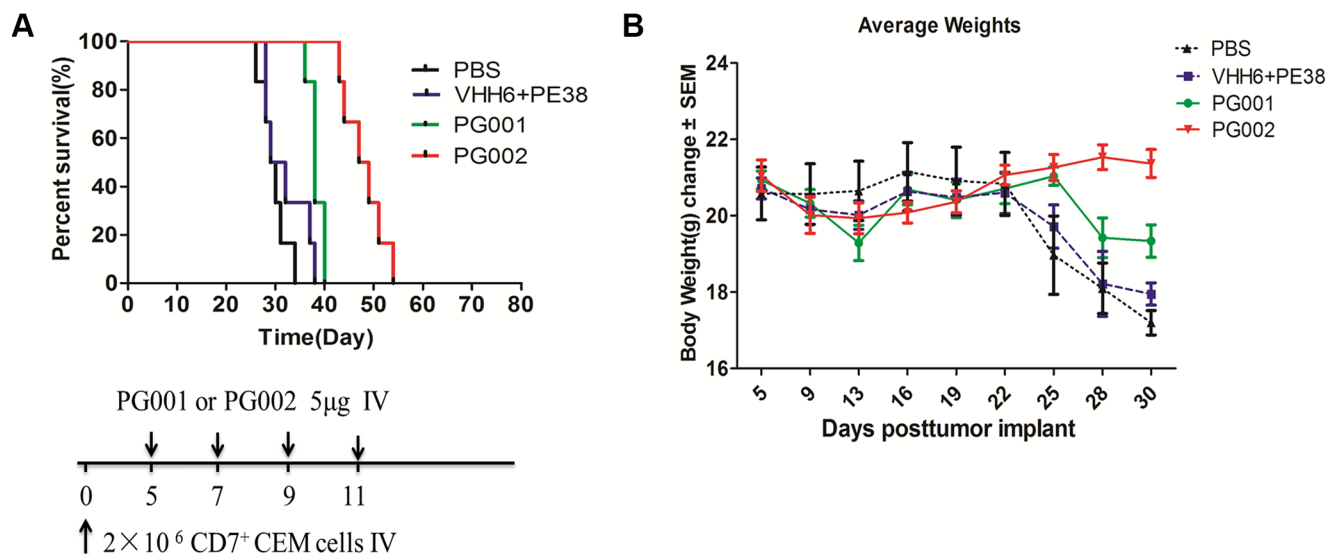 A
Percent survival(%)
100
80
60
40
20
0
0 10 20 30 40 50 60 70 80
Time(Day)
PBS
VHH6+PE38
PG001
PG002
PG001 or PG002 5μg IV
0 5 7 9 11
2×10 ⁶ CD7⁺ CEM cells IV
B
Average Weights
Body Weight(g) change ± SEM
24
22
20
18
16
5 9 13 16 19 22 25 28 30
Days posttumor implant
PBS
VHH6+PE38
PG001
PG002